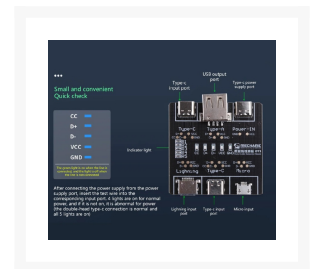 •••
Small and convenient
Quick check
CC
D+
D-
VCC
GND
Type-c
input port
USB output
port
Type-c power
supply port
Type-C
Type-A
Power-IN
Indicator light
Lightning
Type-C
Micro
Lightning input
port
Type-c input
port
Micro input
After connecting the power supply from the power
supply port, insert the test wire into the
corresponding input port. 4 lights are on for normal
power, and if it is not on, it is abnormal for power
(the double-head type-c connection is normal and
all 5 lights are on)